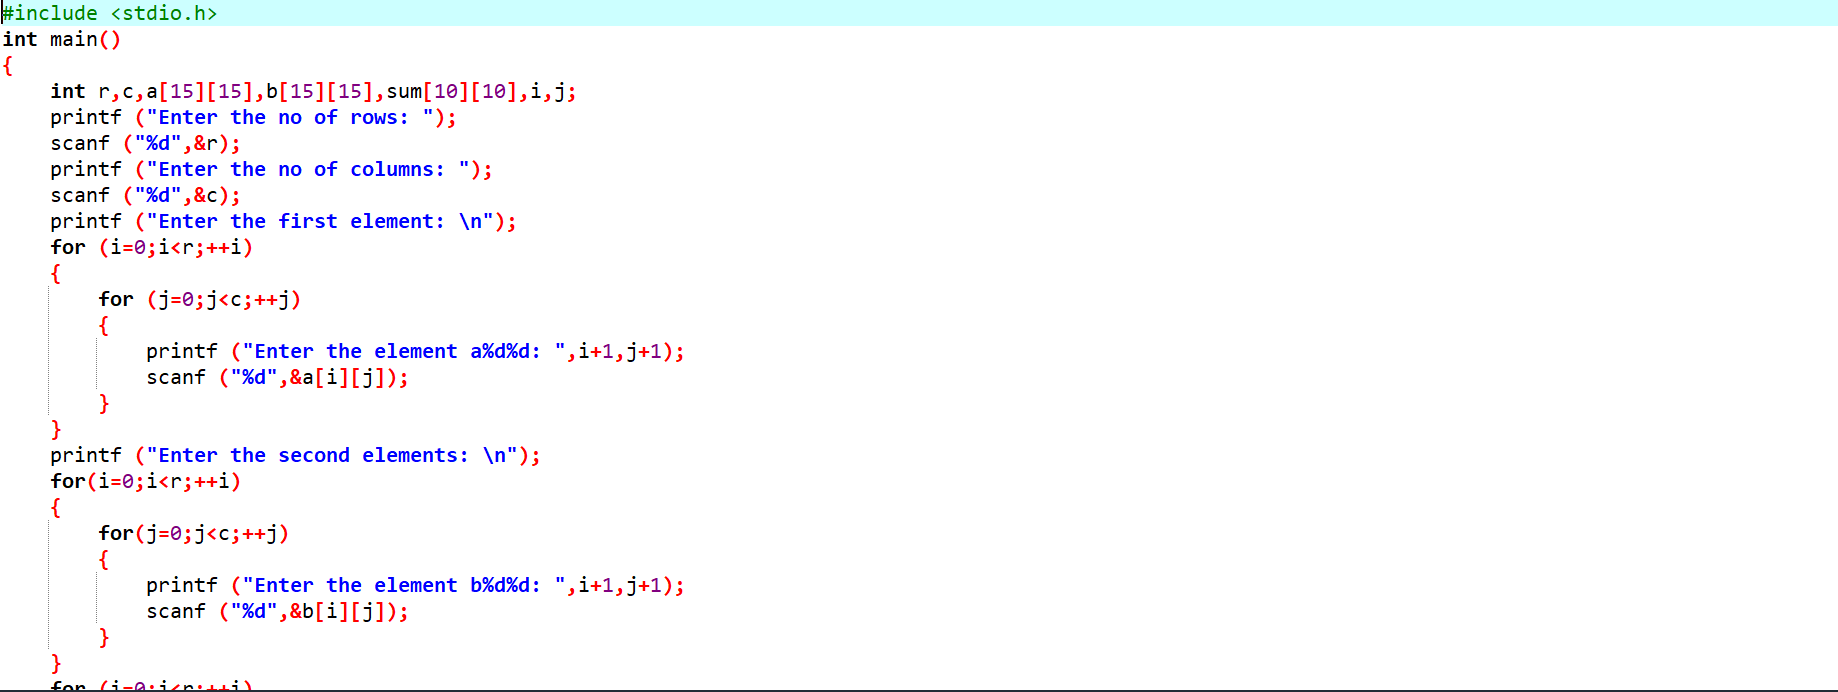 #include <stdio.h>
int main()
{
    int r,c,a[15][15],b[15][15],sum[10][10],i,j;
    printf ("Enter the no of rows: ");
    scanf ("%d",&r);
    printf ("Enter the no of columns: ");
    scanf ("%d",&c);
    printf ("Enter the first element: \n");
    for (i=0;i<r;++i)
    {
        for (j=0;j<c;++j)
        {
            printf ("Enter the element a%d%d: ",i+1,j+1);
            scanf ("%d",&a[i][j]);
        }
    }
    printf ("Enter the second elements: \n");
    for(i=0;i<r;++i)
    {
        for(j=0;j<c;++j)
        {
            printf ("Enter the element b%d%d: ",i+1,j+1);
            scanf ("%d",&b[i][j]);
        }
    }
    for (i=0;i<r;++i)